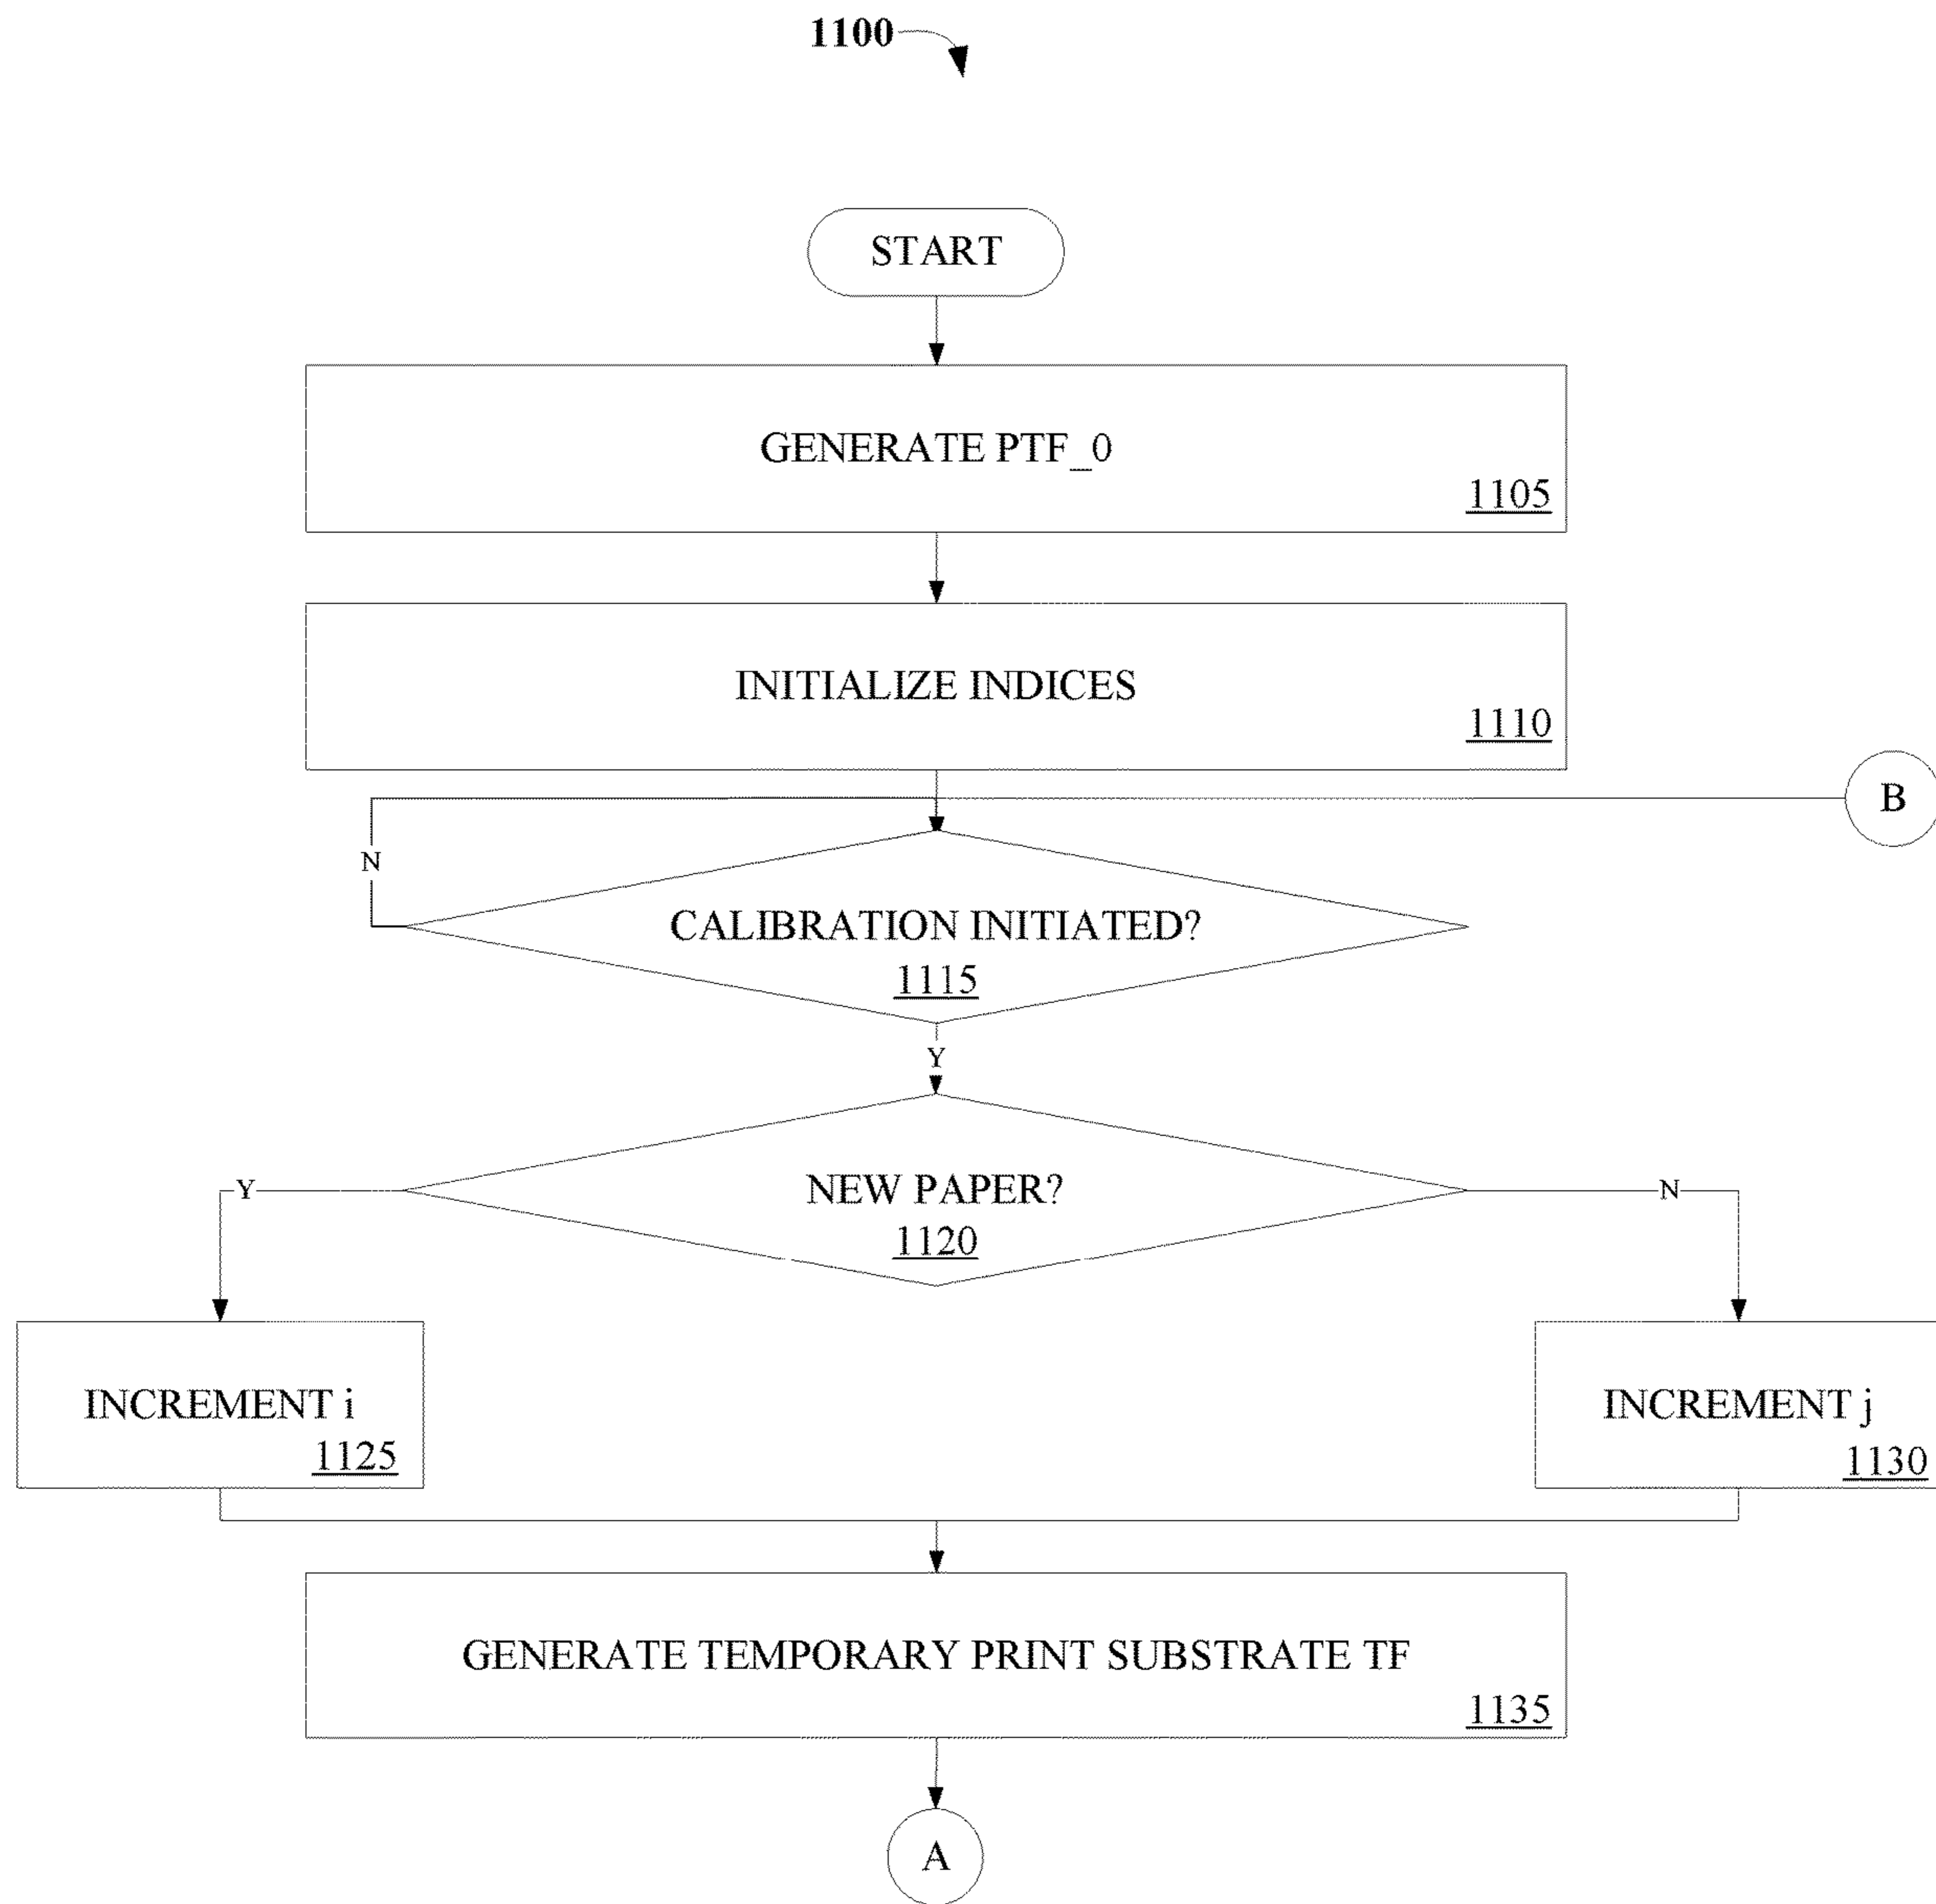 1100
START
GENERATE PTF_0
1105
INITIALIZE INDICES
1110
B
N
CALIBRATION INITIATED?
1115
Y
NEW PAPER?
1120
Y
N
INCREMENT i
1125
INCREMENT j
1130
GENERATE TEMPORARY PRINT SUBSTRATE TF
1135
A